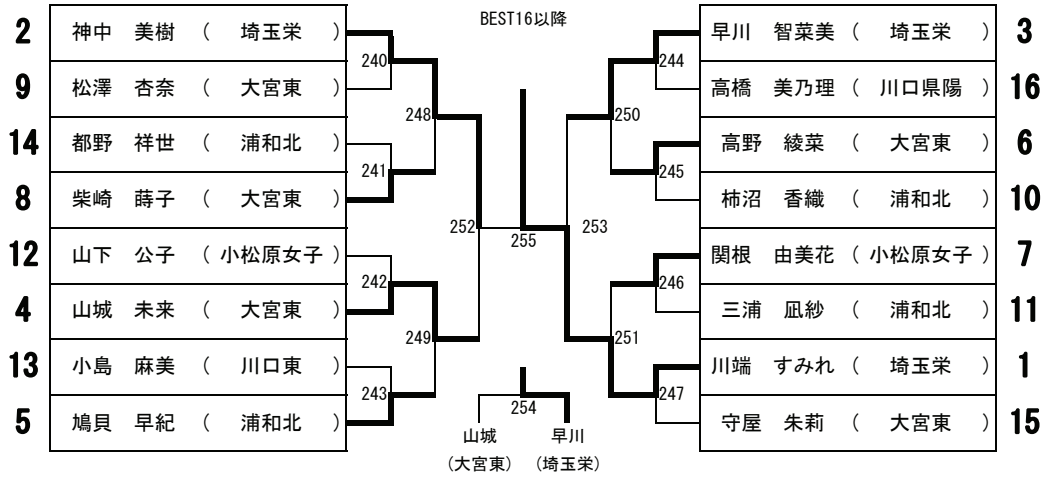 BEST16以降
2 神中 美樹 ( 埼玉栄 )
9 松澤 杏奈 ( 大宮東 )
14 都野 祥世 ( 浦和北 )
8 柴崎 蒔子 ( 大宮東 )
12 山下 公子 ( 小松原女子 )
4 山城 未来 ( 大宮東 )
13 小島 麻美 ( 川口東 )
5 鳩貝 早紀 ( 浦和北 )
240
241
242
243
248
249
252
255
253
254
250
251
244
245
246
247
早川 智菜美 ( 埼玉栄 ) 3
高橋 美乃理 ( 川口県陽 ) 16
高野 綾菜 ( 大宮東 ) 6
柿沼 香織 ( 浦和北 ) 10
関根 由美花 ( 小松原女子 ) 7
三浦 凪紗 ( 浦和北 ) 11
川端 すみれ ( 埼玉栄 ) 1
守屋 朱莉 ( 大宮東 ) 15
山城 早川
(大宮東) (埼玉栄)